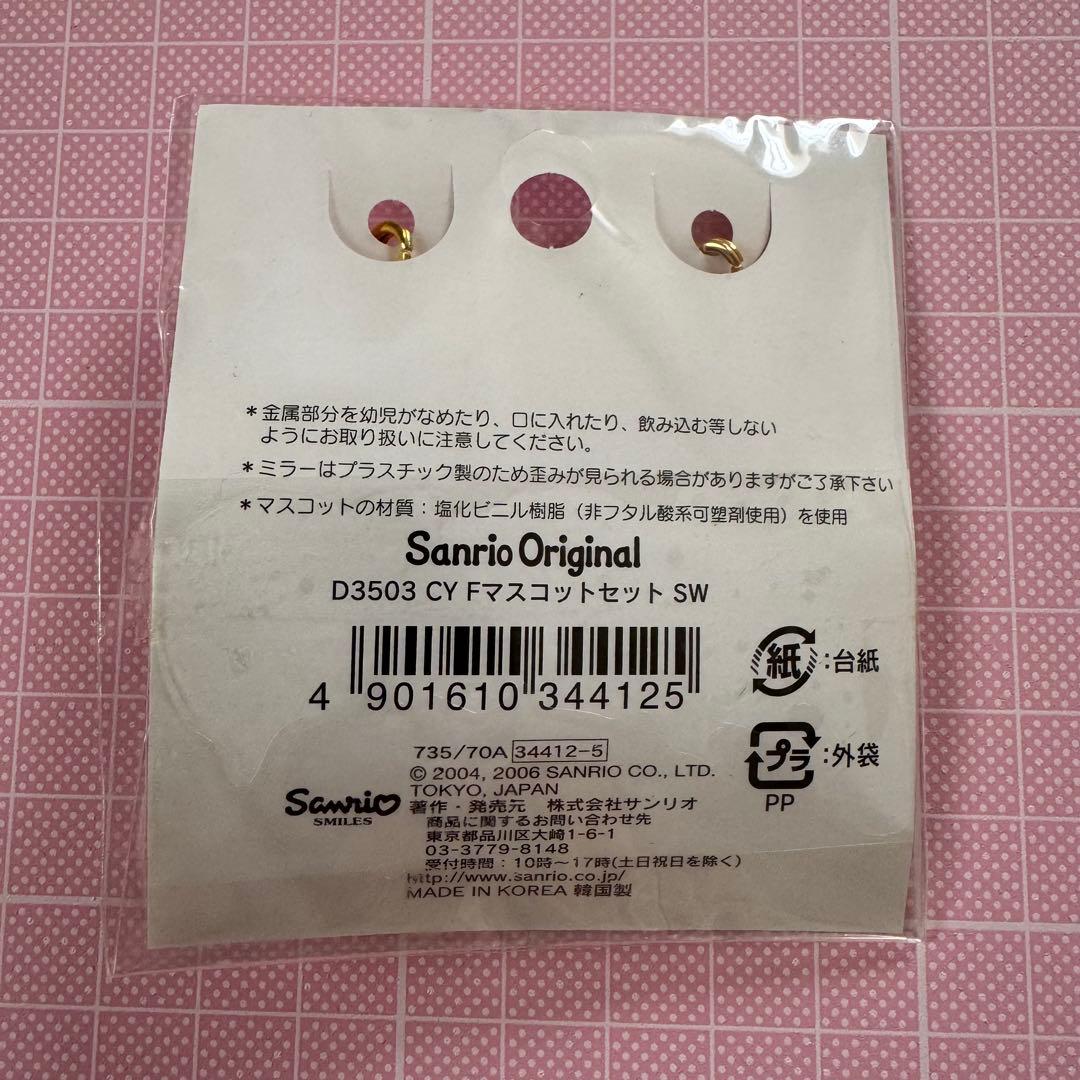 ＊金属部分を幼児がなめたり、口に入れたり、飲み込む等しない
ようにお取り扱いに注意してください。
＊ミラーはプラスチック製のため歪みが見られる場合がありますがご了承下さい
＊マスコットの材質：塩化ビニル樹脂（非フタル酸系可塑剤使用）を使用
Sanrio Original
D3503 CY Fマスコットセット SW
4 901610 344125
紙：台紙
プラ：外袋
PP
735/70A 34412-5
© 2004, 2006 SANRIO CO., LTD.
TOKYO, JAPAN
Sanrio
SMILES
著作・発売元　株式会社サンリオ
商品に関するお問い合わせ先
東京都品川区大崎1-6-1
03-3779-8148
受付時間：10時～17時(土日祝日を除く)
http://www.sanrio.co.jp/
MADE IN KOREA 韓国製